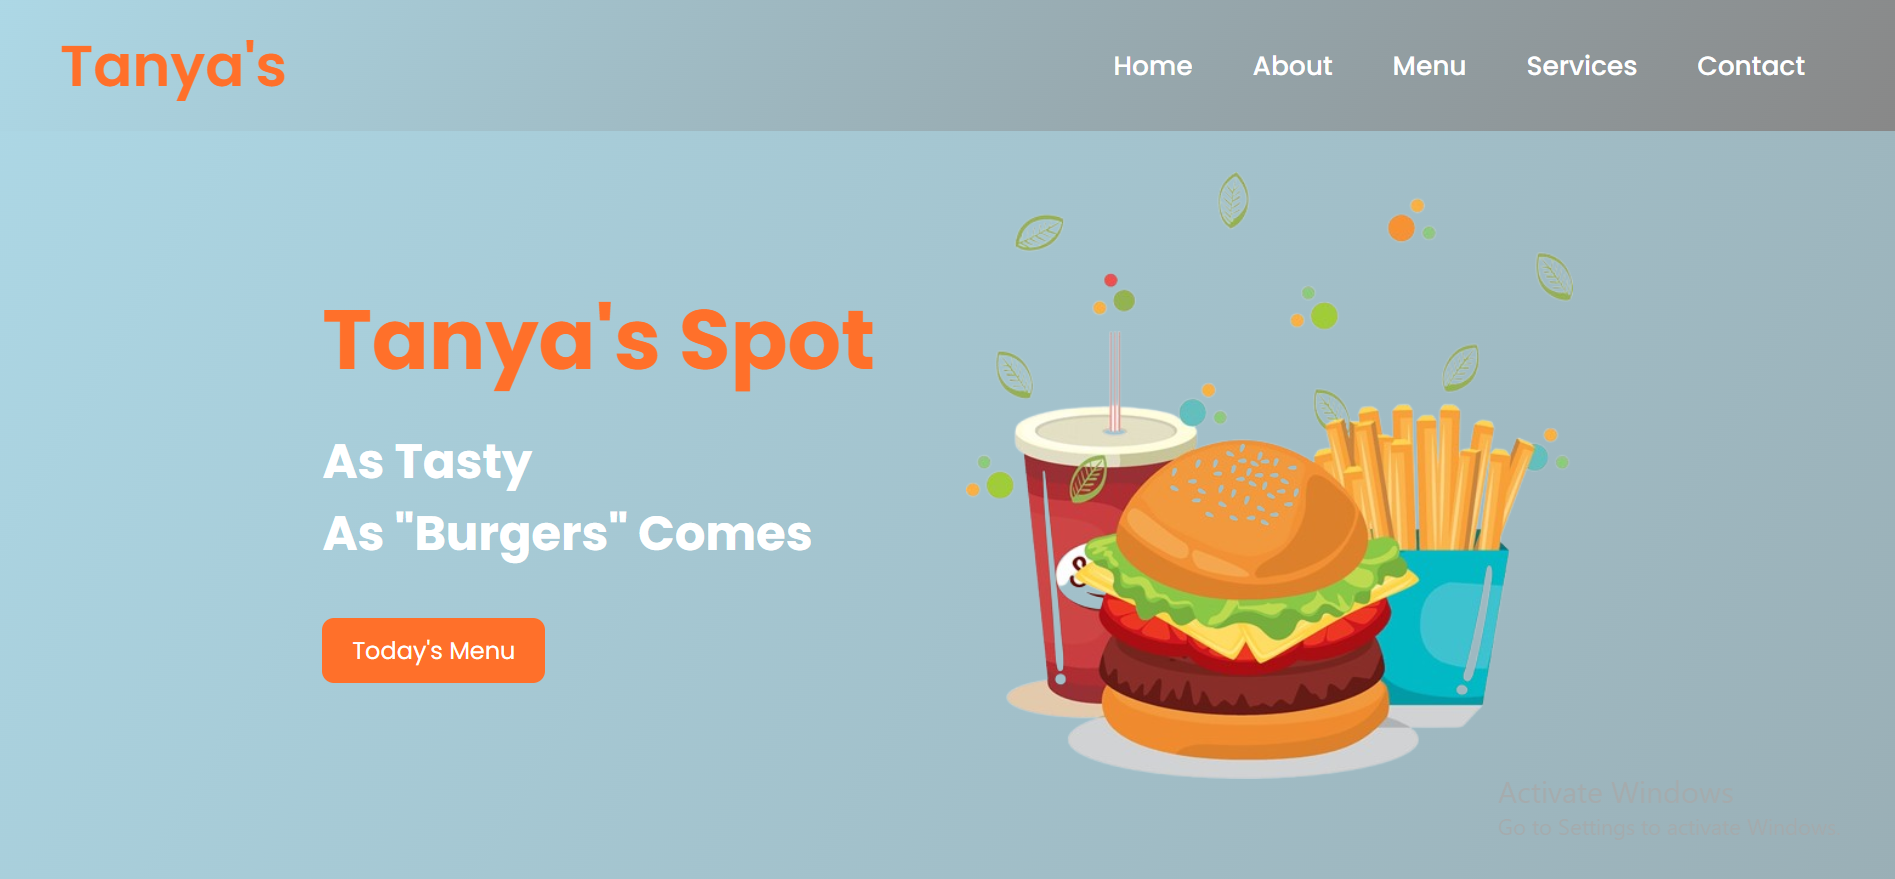 Tanya's
Home About Menu Services Contact
Tanya's Spot
As Tasty
As "Burgers" Comes
Today's Menu
Activate Windows
Go to Settings to activate Windows.